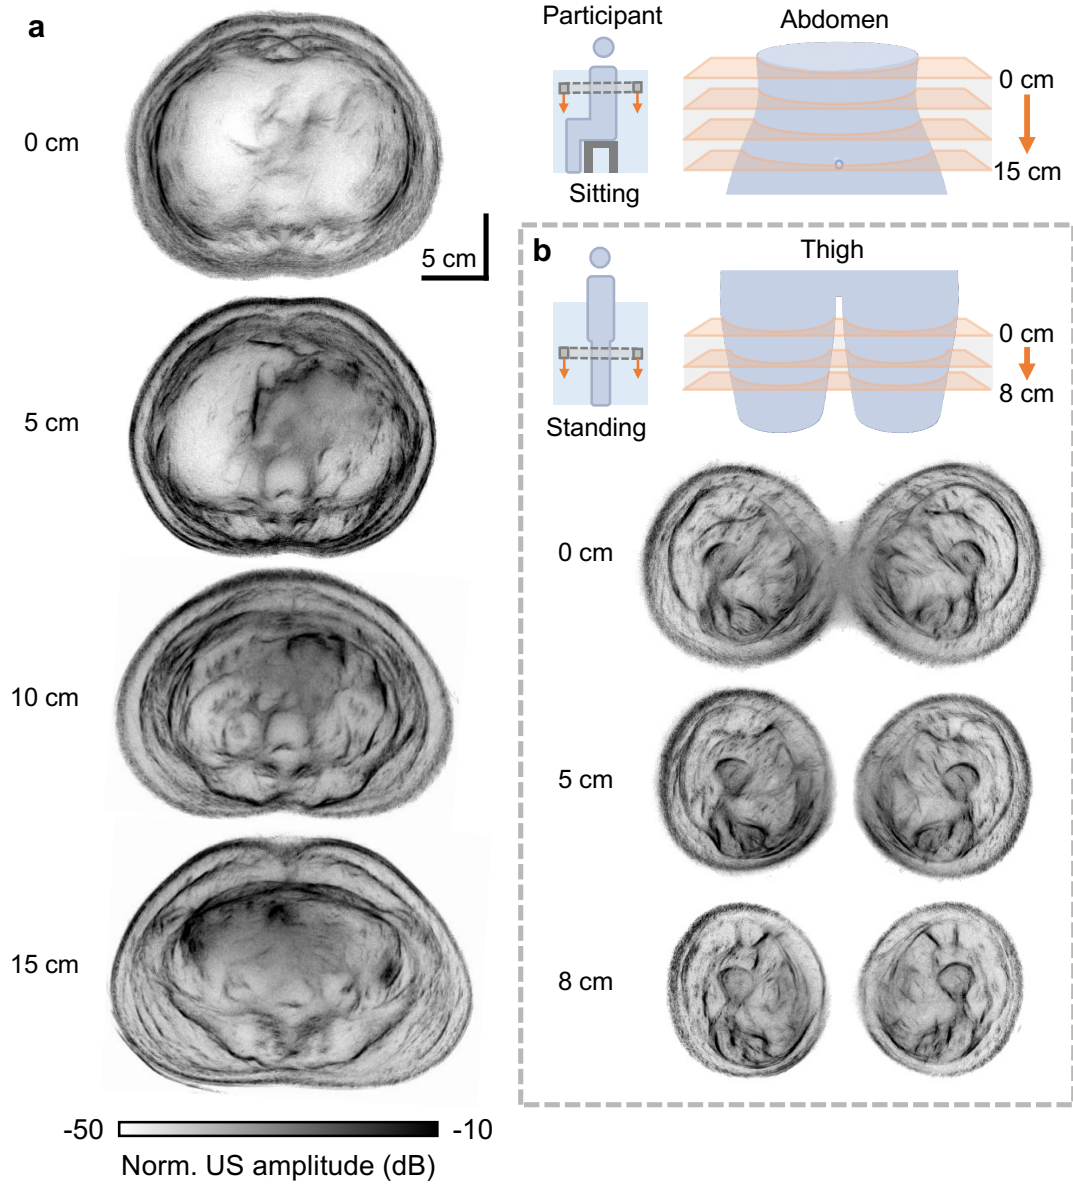 a
0 cm
5 cm
5 cm
10 cm
15 cm
-50
-10
Norm. US amplitude (dB)
Participant
Sitting
Abdomen
0 cm
15 cm
b
Standing
Thigh
0 cm
8 cm
0 cm
5 cm
8 cm